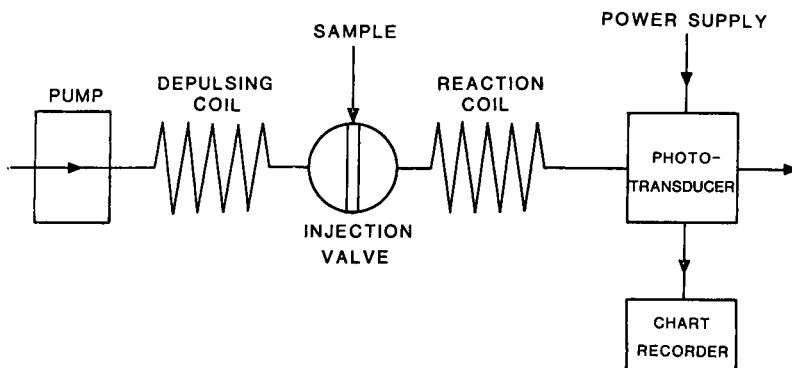 POWER SUPPLY
SAMPLE
DEPULSING
COIL
REACTION
COIL
PUMP
PHOTO-
TRANSDUCER
INJECTION
VALVE
CHART
RECORDER